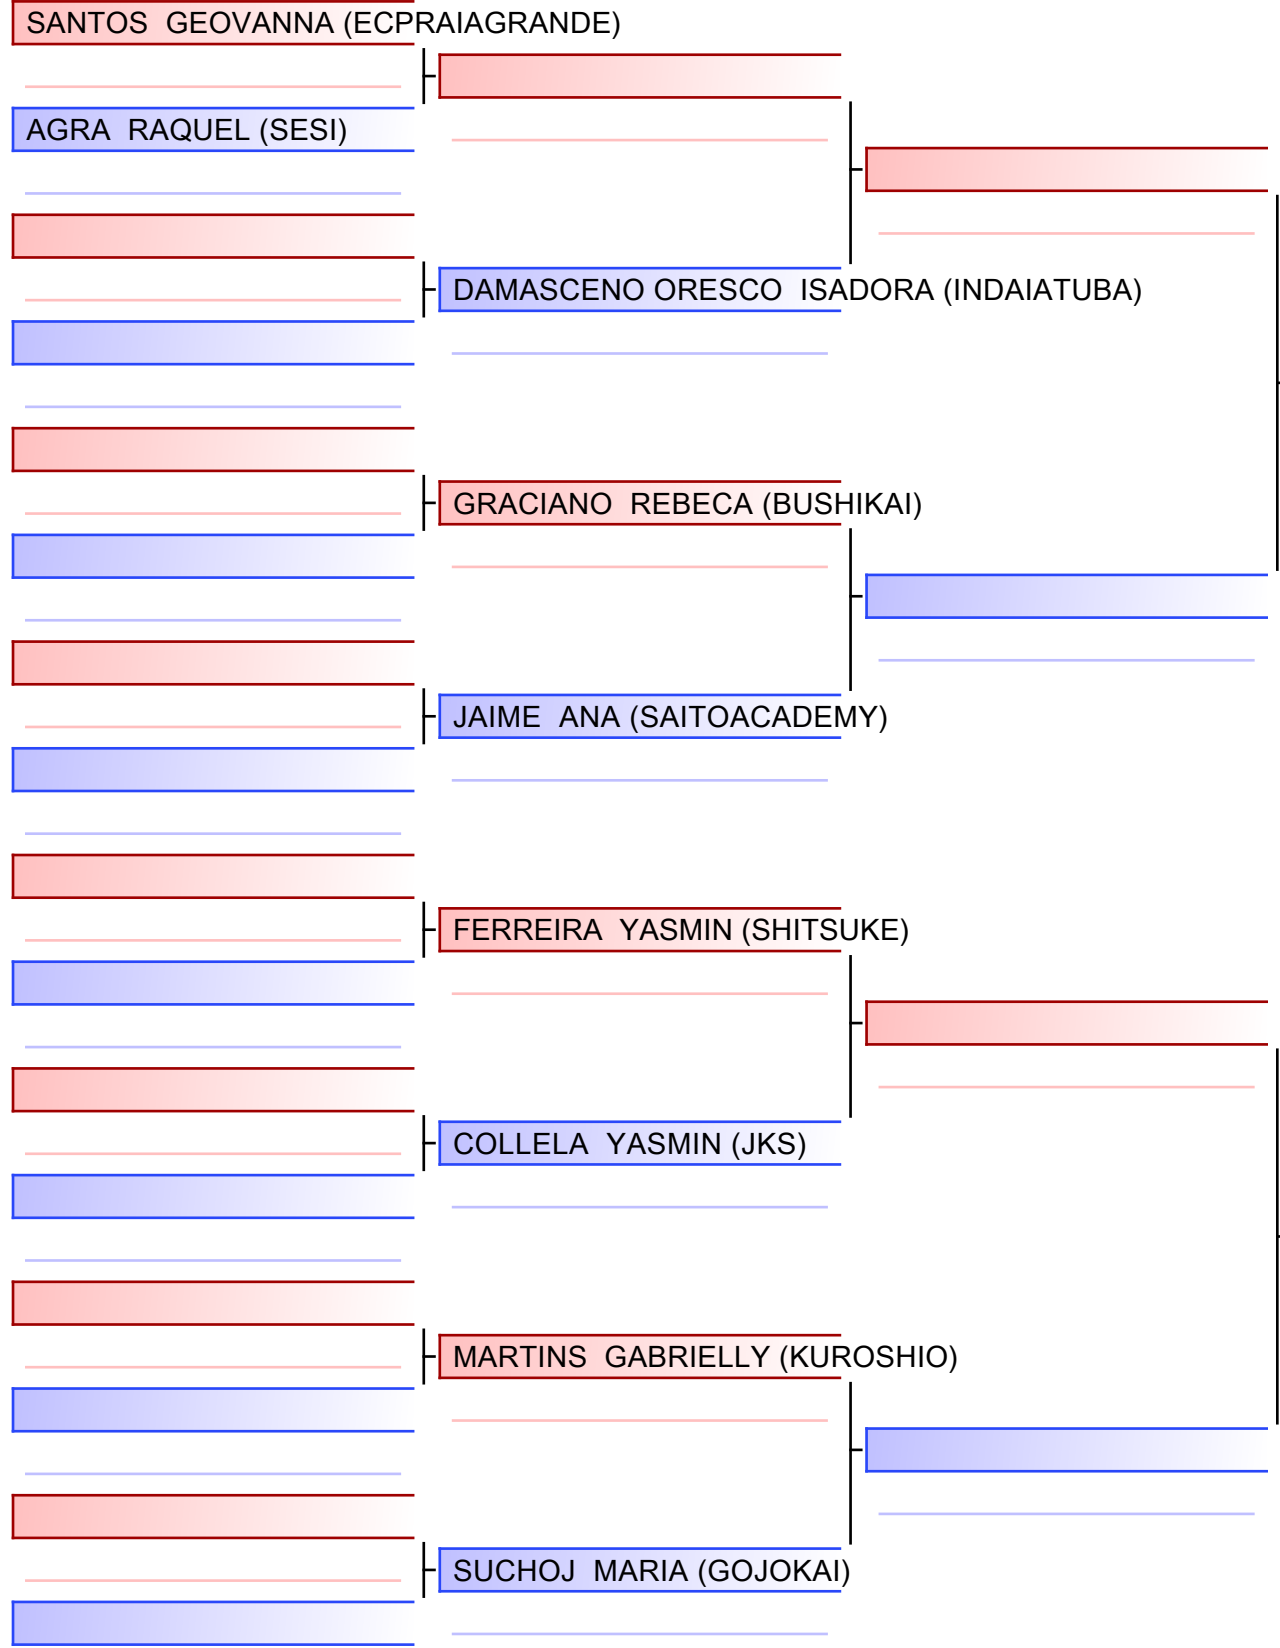 SANTOS  GEOVANNA (ECPRAIAGRANDE)
AGRA  RAQUEL (SESI)
DAMASCENO ORESCO  ISADORA (INDAIATUBA)
GRACIANO  REBECA (BUSHIKAI)
JAIME  ANA (SAITOACADEMY)
FERREIRA  YASMIN (SHITSUKE)
COLLELA  YASMIN (JKS)
MARTINS  GABRIELLY (KUROSHIO)
SUCHOJ  MARIA (GOJOKAI)